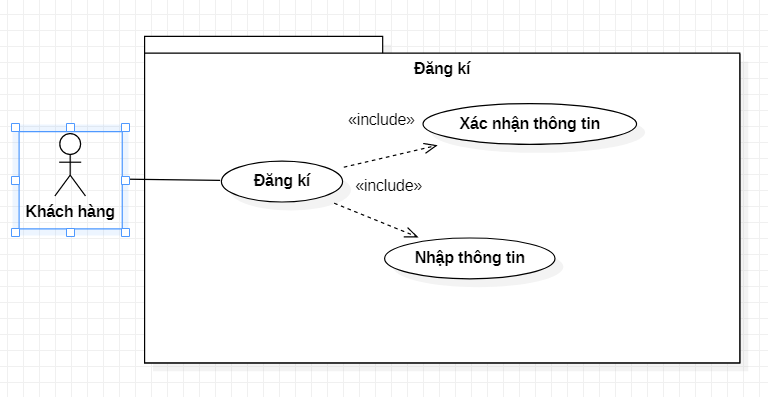 Đăng kí
«include»
Xác nhận thông tin
Đăng kí
«include»
Khách hàng
Nhập thông tin